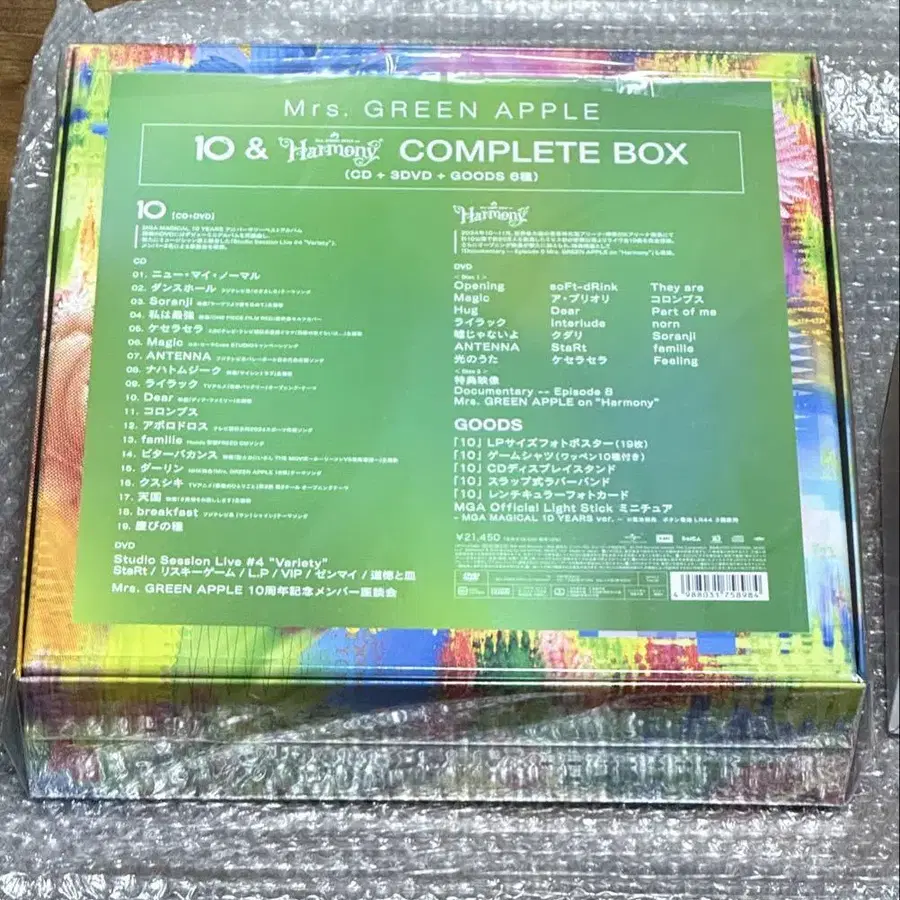 Mrs. GREEN APPLE
10 & Harmony COMPLETE BOX
(CD + 3DVD + GOODS 6種)
10 [CD+DVD]
CD
01. ニュー・マイ・ノーマル
02. ダンスホール
03. Soranji
04. 私は最強
05. ケセラセラ
06. Magic
07. ANTENNA
08. ナハトムジーク
09. ライラック
10. Dear
11. コロンブス
12. アポロドロス
13. familie
14. ビターバカンス
15. ダーリン
16. クスシキ
17. 天国
18. breakfast
19. 慶びの種
DVD
Studio Session Live #4 "Variety"
StaRt / リスキーゲーム / L.P / VIP / ゼンマイ / 道徳と皿
Mrs. GREEN APPLE 10周年記念メンバー座談会
Harmony
DVD
< Disc 1 >
Opening soFt-dRink They are
Magic ア・プリオリ コロンブス
Hug Dear Part of me
ライラック Interlude norn
嘘じゃないよ クダリ Soranji
ANTENNA StaRt familie
光のうた ケセラセラ Feeling
< Disc 2 >
特典映像
Documentary -- Episode 8
Mrs. GREEN APPLE on "Harmony"
GOODS
「10」LPサイズフォトポスター(19枚)
「10」ゲームシャツ(ワッペン10種付き)
「10」CDディスプレイスタンド
「10」スラップ式ラバーバンド
「10」レンチキュラーフォトカード
MGA Official Light Stick ミニチュア
- MGA MAGICAL 10 YEARS ver. -
¥21,450
4 988031 758984